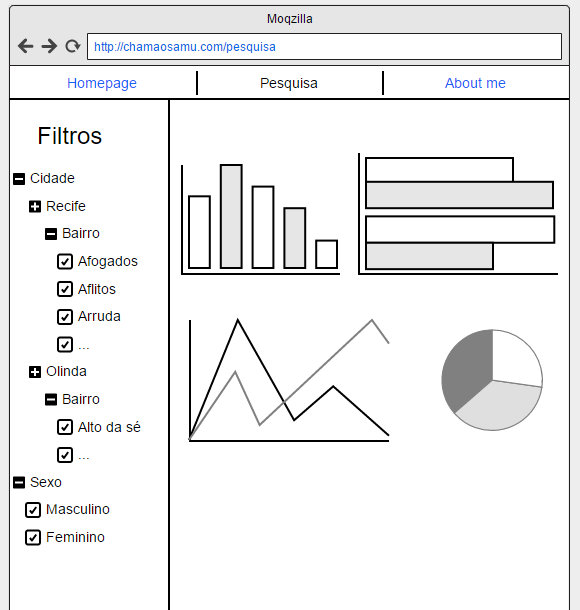 Moqzilla
http://chamaosamu.com/pesquisa
Homepage
Pesquisa
About me
Filtros
Cidade
Recife
Bairro
Afogados
Aflitos
Arruda
...
Olinda
Bairro
Alto da sé
...
Sexo
Masculino
Feminino